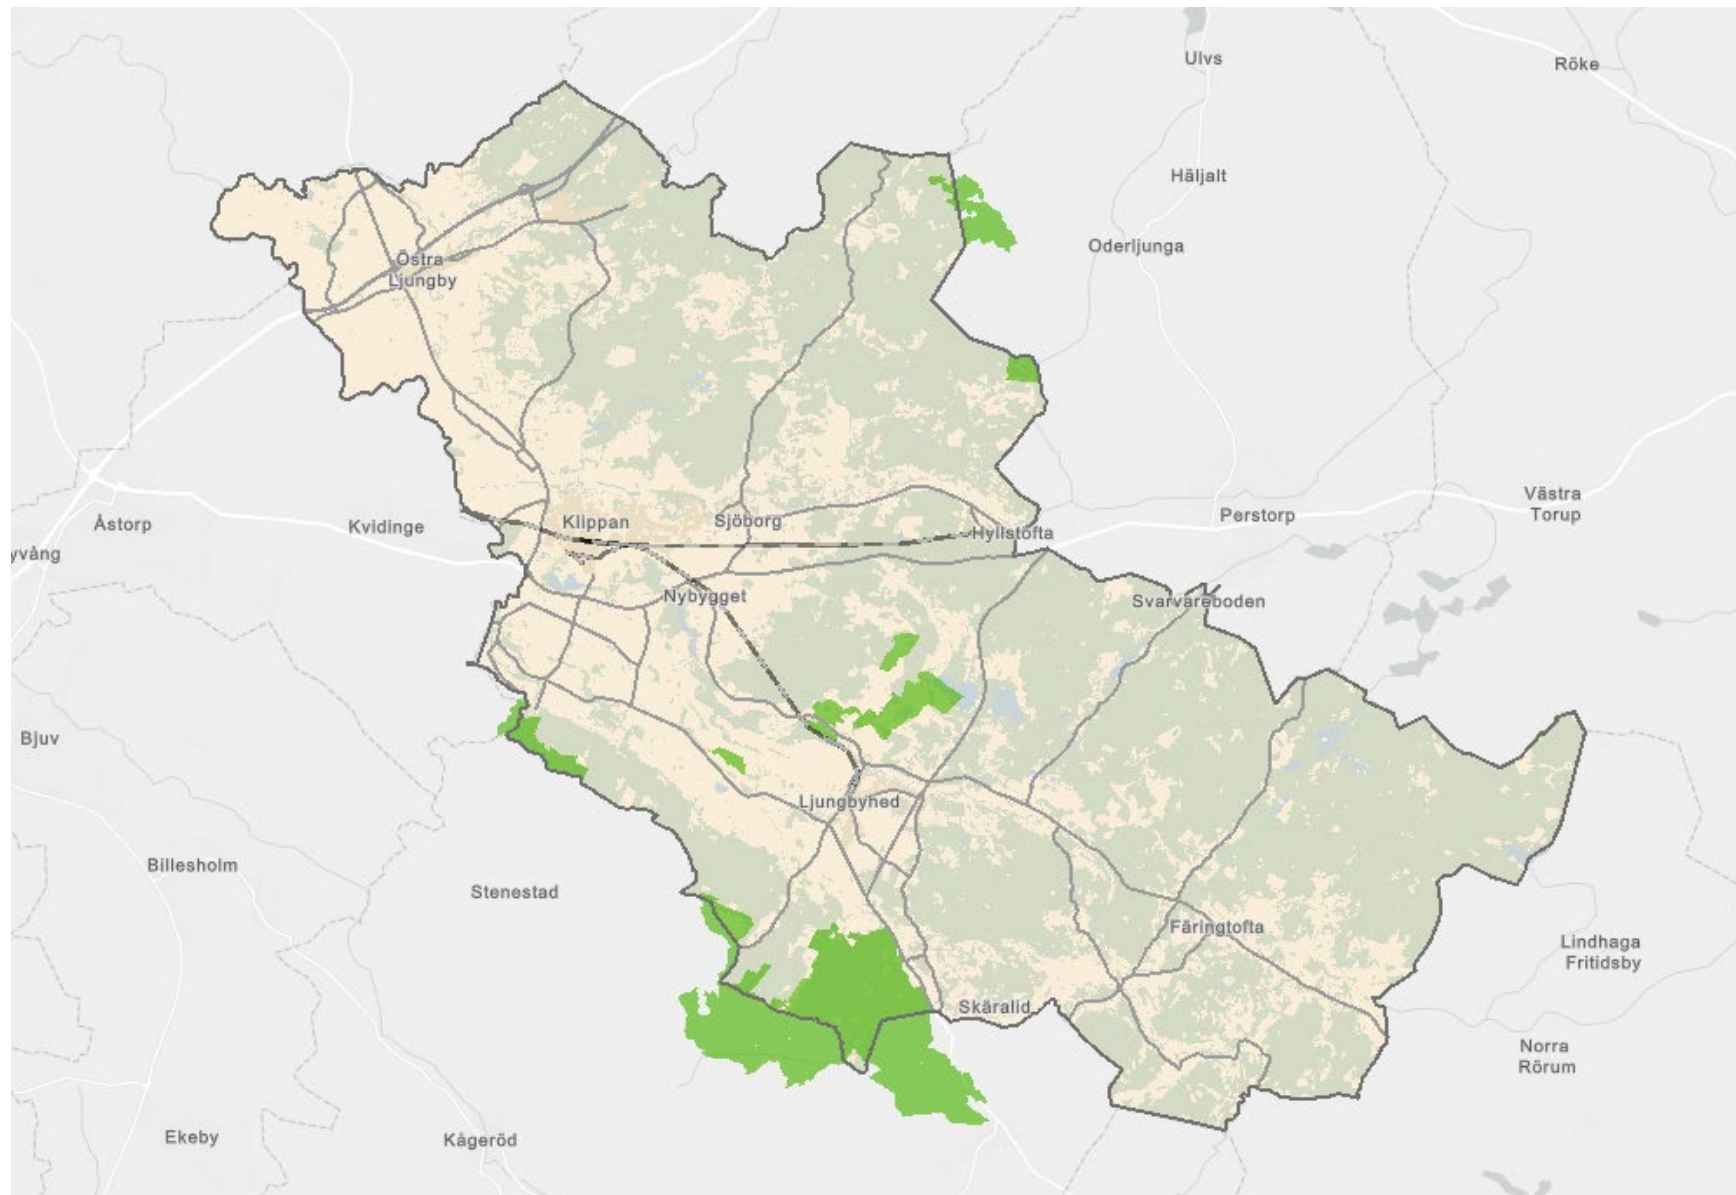 Ulvs
Röke
Häljalt
Oderljunga
Östra
Ljungby
Västra
Torup
Åstorp
Kvidinge
Klippan
Sjöborg
Perstorp
Hyllstofta
yvång
Nybygget
Svarvareboden
Bjuv
Ljungbyhed
Billesholm
Stenestad
Färingtofta
Lindhaga
Fritidsby
Skäralid
Norra
Rörum
Ekeby
Kågeröd